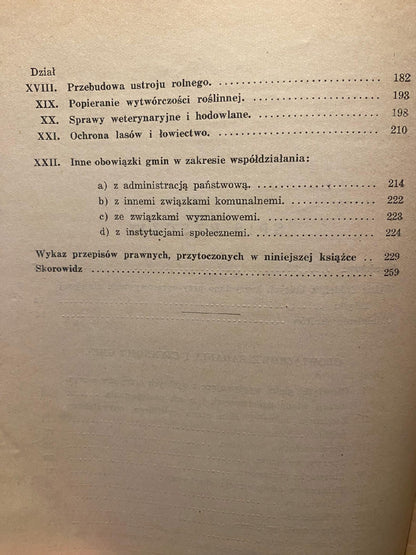 Dział
XVIII. Przebudowa ustroju rolnego. 182
XIX. Popieranie wytwórczości roślinnej. 193
XX. Sprawy weterynaryjne i hodowlane. 198
XXI. Ochrona lasów i łowiectwo. 210
XXII. Inne obowiązki gmin w zakresie współdziałania:
a) z administracją państwową. 214
b) z innemi związkami komunalnemi. 222
c) ze związkami wyznaniowemi. 223
d) z instytucjami społecznemi. 224
Wykaz przepisów prawnych, przytoczonych w niniejszej książce .. 229
Skorowidz 259